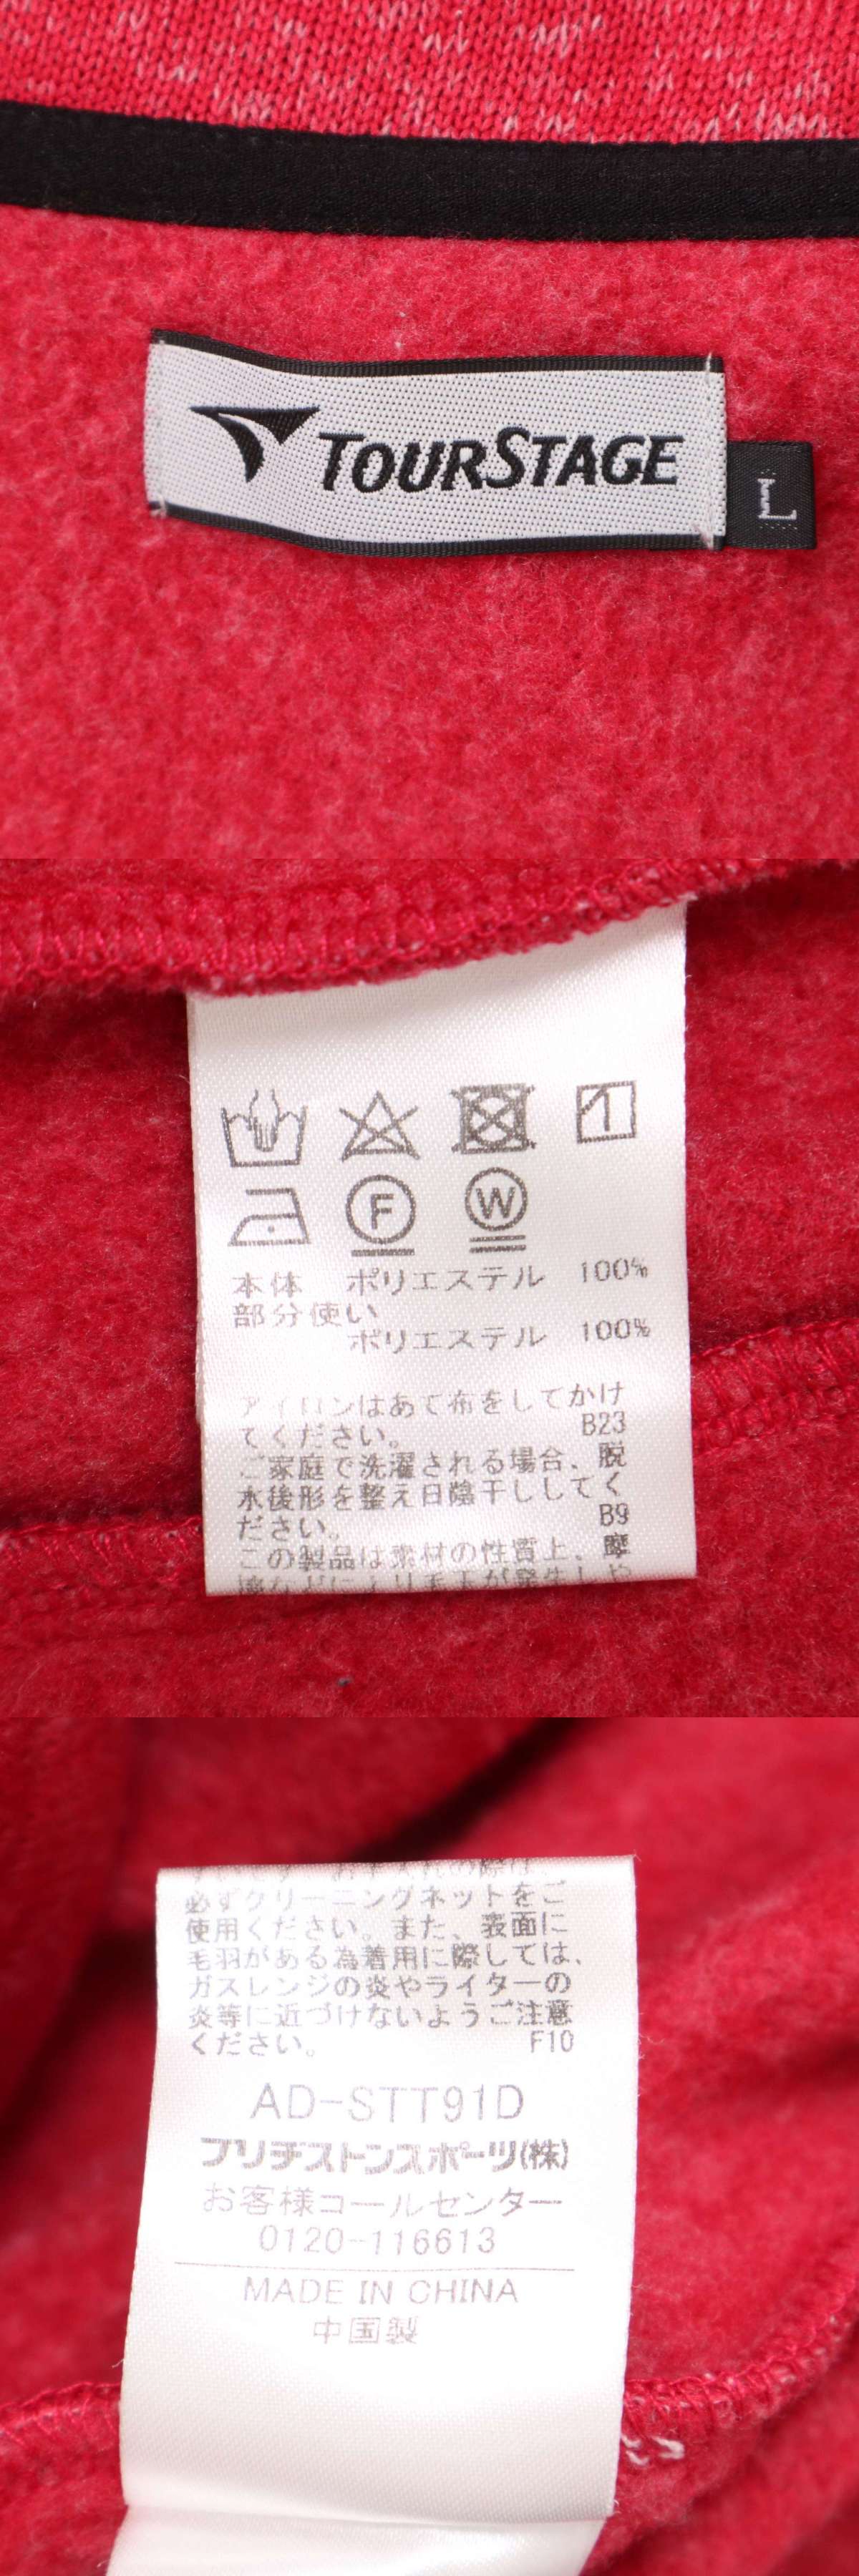 TOURSTAGE
L
F W
本体 ポリエステル 100%
部分使い
ポリエステル 100%
アイロンはあて布をしてかけ
てください。 B23
ご家庭で洗濯される場合、脱
水後形を整え日陰干ししてく
ださい。 B9
この製品は素材の性質上、摩
必ずクリーニングネットをご
使用ください。また、表面に
毛羽がある為着用に際しては、
ガスレンジの炎やライターの
炎等に近づけないようご注意
ください。 F10
AD-STT91D
ブリヂストンスポーツ(株)
お客様コールセンター
0120-116613
MADE IN CHINA
中国製